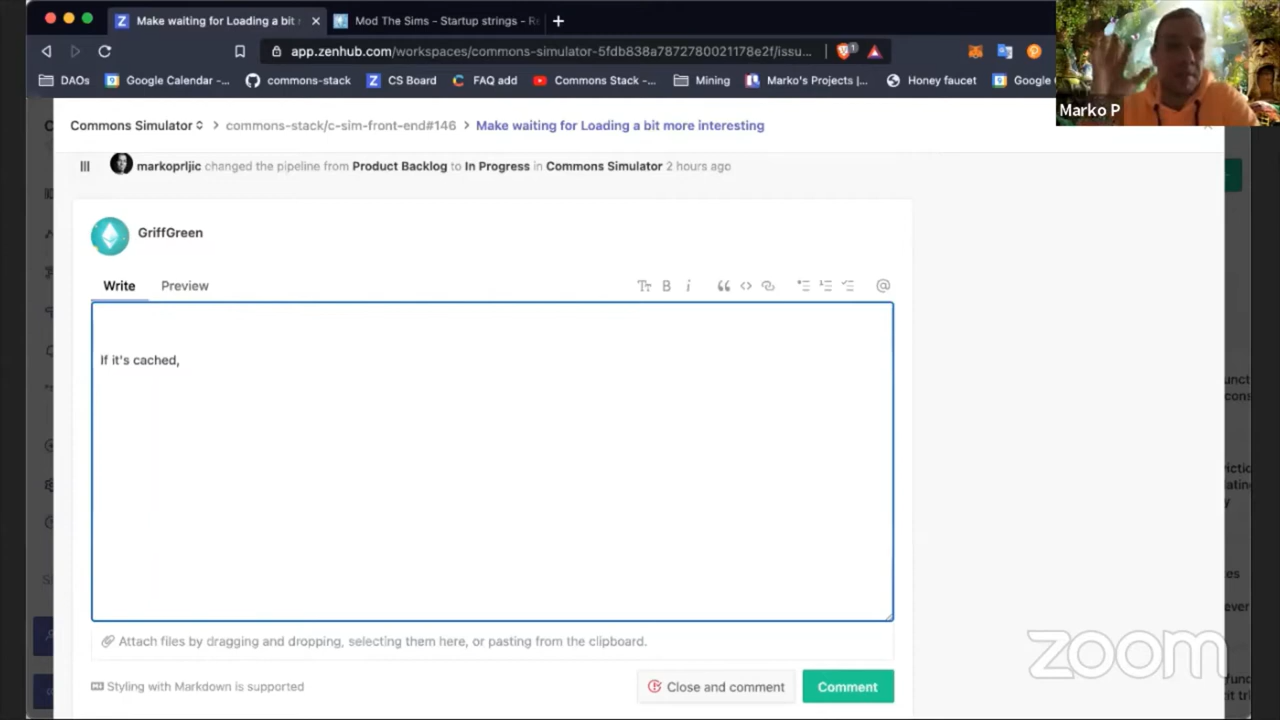 Make waiting for Loading a bit
Mod The Sims - Startup strings - Re
app.zenhub.com/workspaces/commons-simulator-5fdb838a7872780021178e2f/issu...
1
DAOs
Google Calendar -...
commons-stack
CS Board
FAQ add
Commons Stack -...
Mining
Marko's Projects |...
Honey faucet
Google
Marko P
Commons Simulator > commons-stack/c-sim-front-end#146 > Make waiting for Loading a bit more interesting
markoprljic changed the pipeline from Product Backlog to In Progress in Commons Simulator 2 hours ago
GriffGreen
Write Preview
If it's cached,
Attach files by dragging and dropping, selecting them here, or pasting from the clipboard.
Styling with Markdown is supported
Close and comment
Comment
zoom